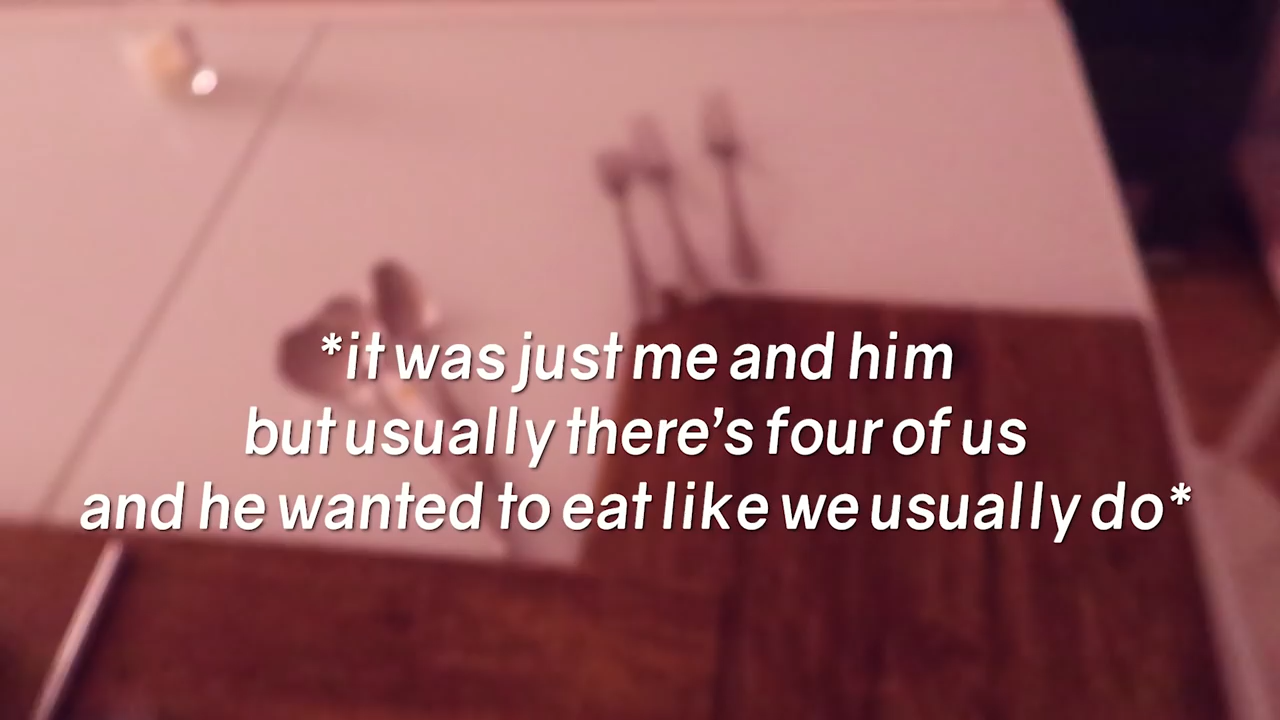 *it was just me and him
but usually there’s four of us
and he wanted to eat like we usually do*